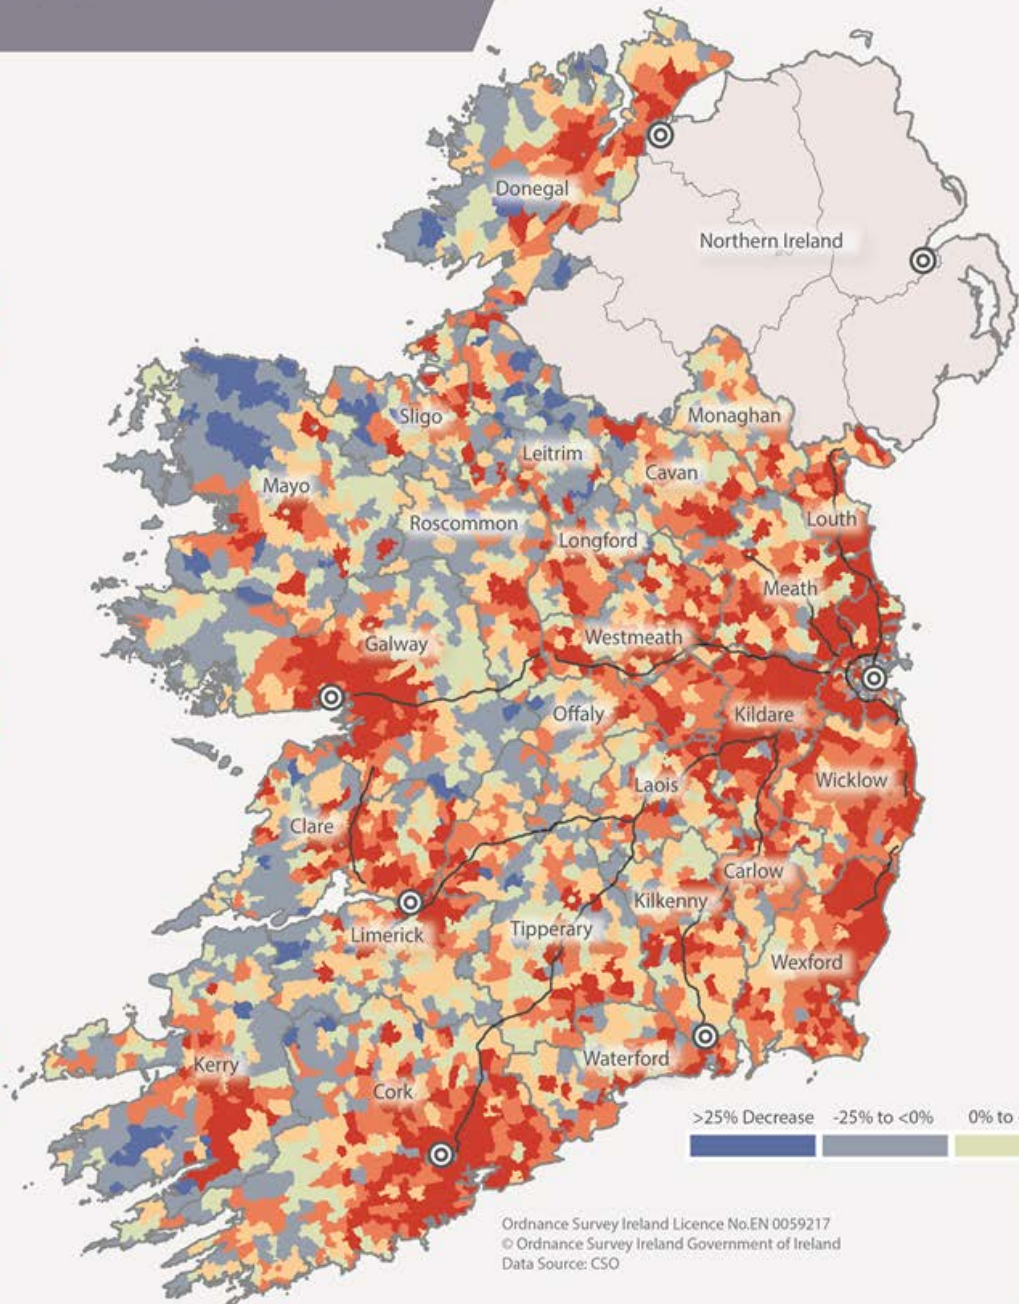 Donegal
Northern Ireland
Sligo
Monaghan
Leitrim
Cavan
Mayo
Roscommon
Louth
Longford
Meath
Galway
Westmeath
Offaly
Kildare
Laois
Wicklow
Clare
Carlow
Kilkenny
Limerick
Tipperary
Wexford
Waterford
Kerry
Cork
>25% Decrease -25% to <0% 0% to
Ordnance Survey Ireland Licence No.EN 0059217
© Ordnance Survey Ireland Government of Ireland
Data Source: CSO